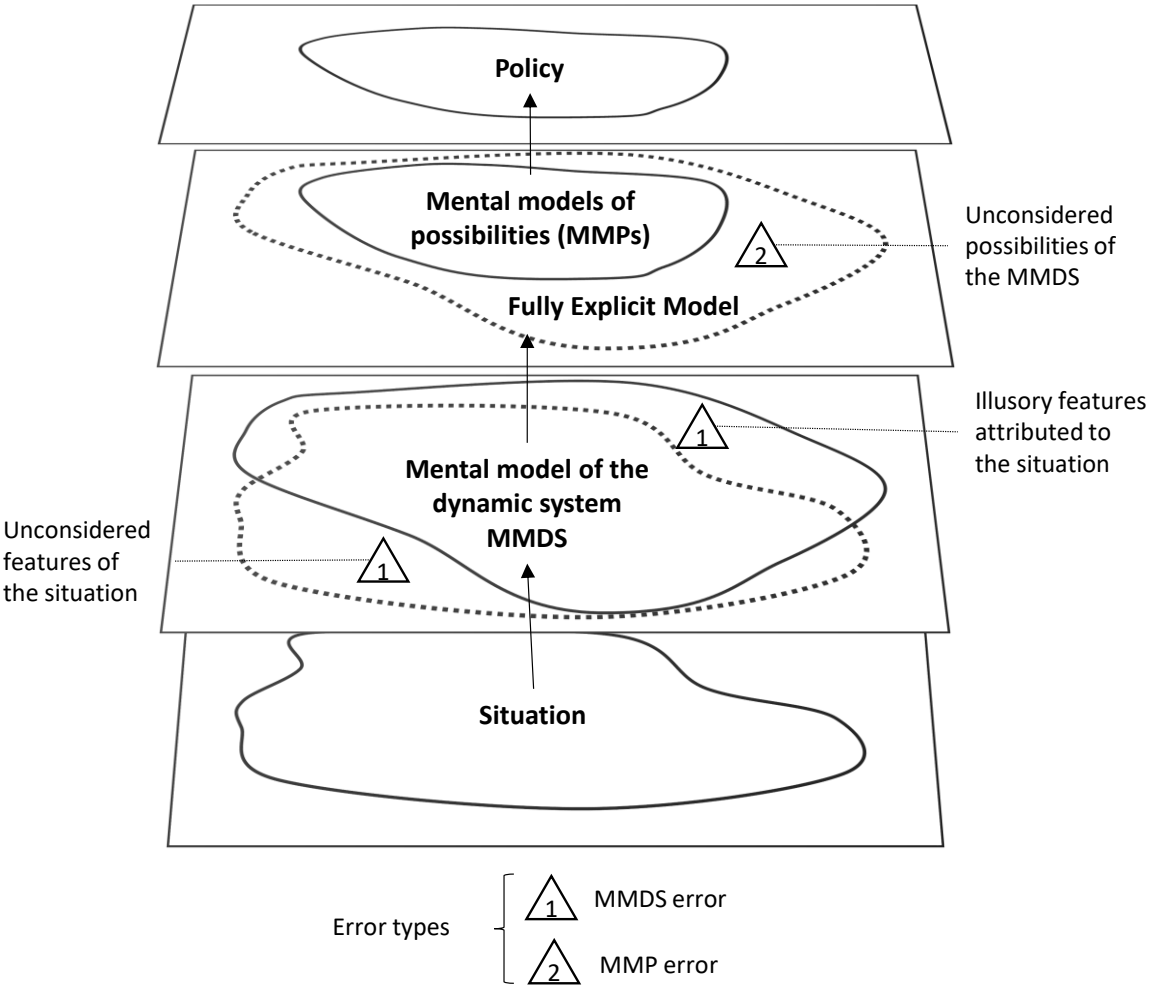 Policy
Mental models of
possibilities (MMPs)
2
Unconsidered
possibilities of
the MMDS
Fully Explicit Model
1
Illusory features
attributed to
the situation
Mental model of the
dynamic system
MMDS
Unconsidered
features of
the situation
1
Situation
Error types
1
MMDS error
2
MMP error